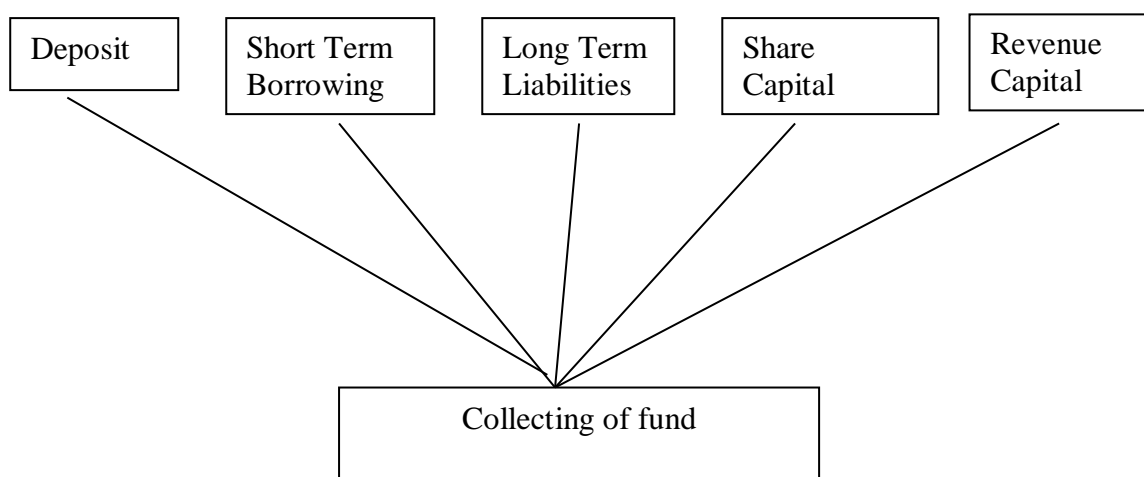 Deposit
Short Term
Borrowing
Long Term
Liabilities
Share
Capital
Revenue
Capital
Collecting of fund